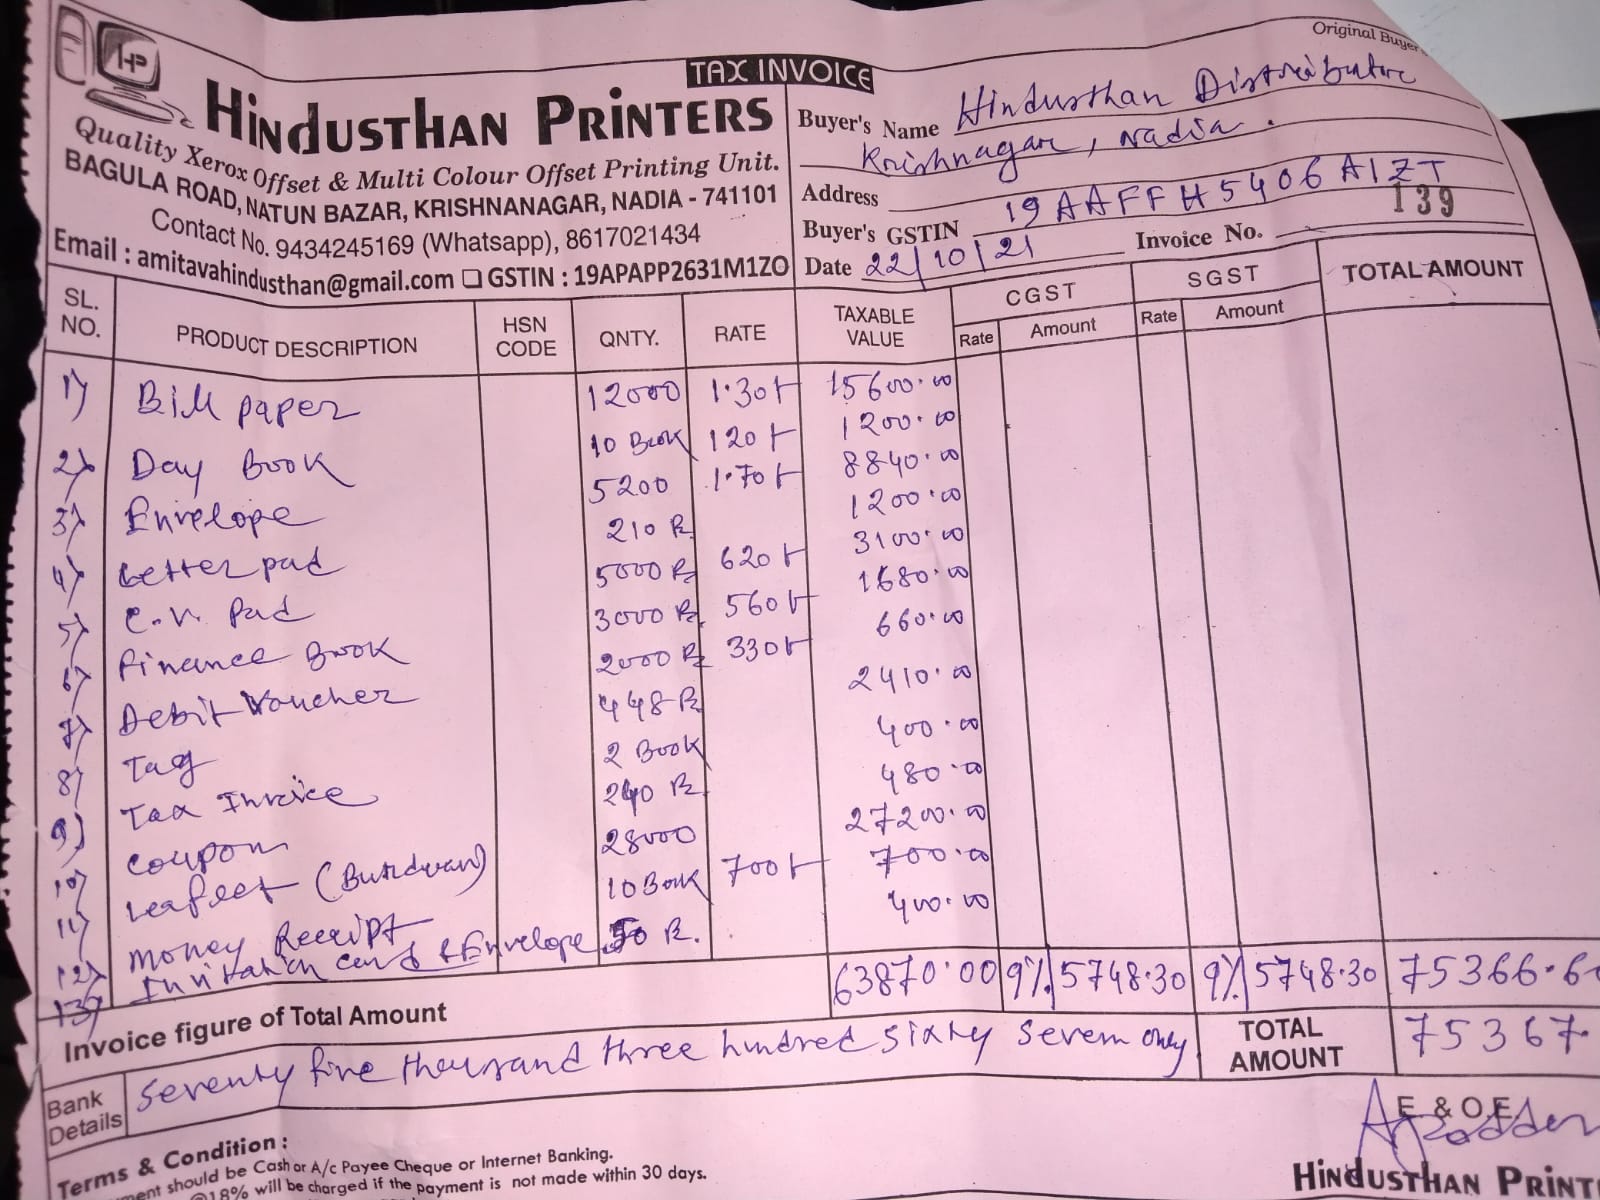 Original Buyer
TAX INVOICE
HP
HINDUSTHAN PRINTERS
Quality Xerox Offset & Multi Colour Offset Printing Unit.
BAGULA ROAD, NATUN BAZAR, KRISHNANAGAR, NADIA - 741101
Contact No. 9434245169 (Whatsapp), 8617021434
Email : amitavahindusthan@gmail.com GSTIN : 19APAPP2631M1ZO
Buyer's Name Hindusthan Distributor
Krishnagar, Nadia.
Address
Buyer's GSTIN 19AAFFH5406A1ZT
Date 22/10/21 Invoice No. 139
SL. NO. PRODUCT DESCRIPTION HSN CODE QNTY. RATE TAXABLE VALUE CGST Rate Amount SGST Rate Amount TOTAL AMOUNT
1) Bill paper 12000 1.30 15600.00
2) Day Book 10 Book 120 1200.00
3) Envelope 5200 1.70 8840.00
4) Letter pad 210 1200.00
5) C.N. Pad 5000 620 3100.00
6) Finance Book 3000 560 1680.00
7) Debit Voucher 2000 330 660.00
8) Tag 448 2410.00
9) Tax Invoice 2 Book 400.00
10) Coupon 240 480.00
11) Leafleet (Burdwan) 28000 27200.00
12) Money Receipt 10 Book 700 700.00
13) Invitation card & Envelope 50 400.00
63870.00 9% 5748.30 9% 5748.30 75366.6
Invoice figure of Total Amount
Seventy five thousand three hundred sixty seven only
TOTAL AMOUNT 75367
Bank Details
E & O.E
Terms & Condition :
ment should be Cash or A/c Payee Cheque or Internet Banking.
@18% will be charged if the payment is not made within 30 days.
HINDUSTHAN PRINT